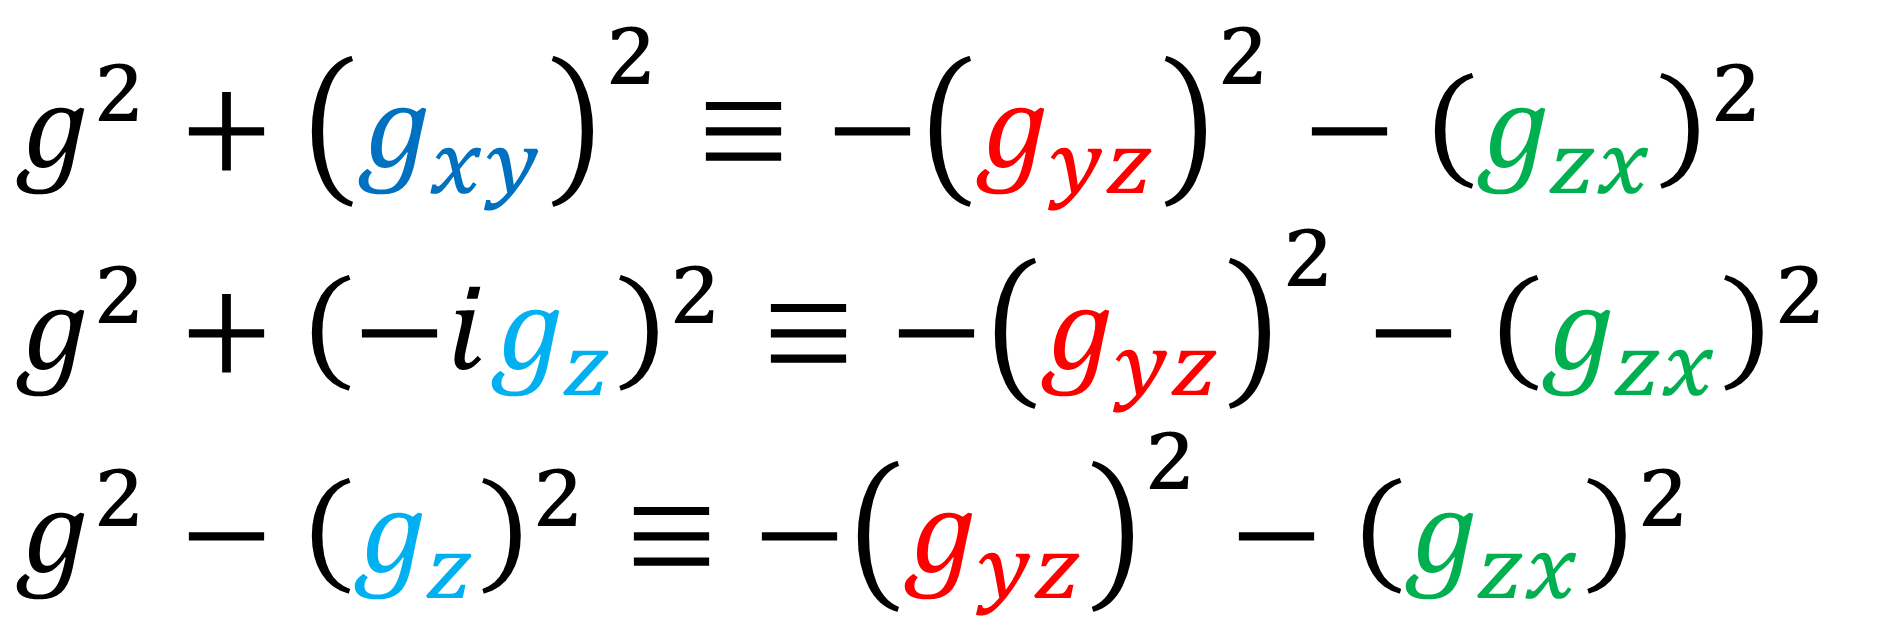 g² + (g_xy)² ≡ −(g_yz)² − (g_zx)²
g² + (−i g_z)² ≡ −(g_yz)² − (g_zx)²
g² − (g_z)² ≡ −(g_yz)² − (g_zx)²